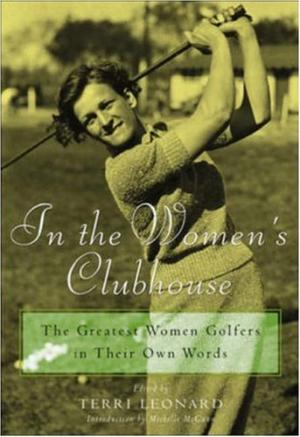 In the Women's
Clubhouse
The Greatest Women Golfers
in Their Own Words
Edited by
TERRI LEONARD
Introduction by Michelle McGann